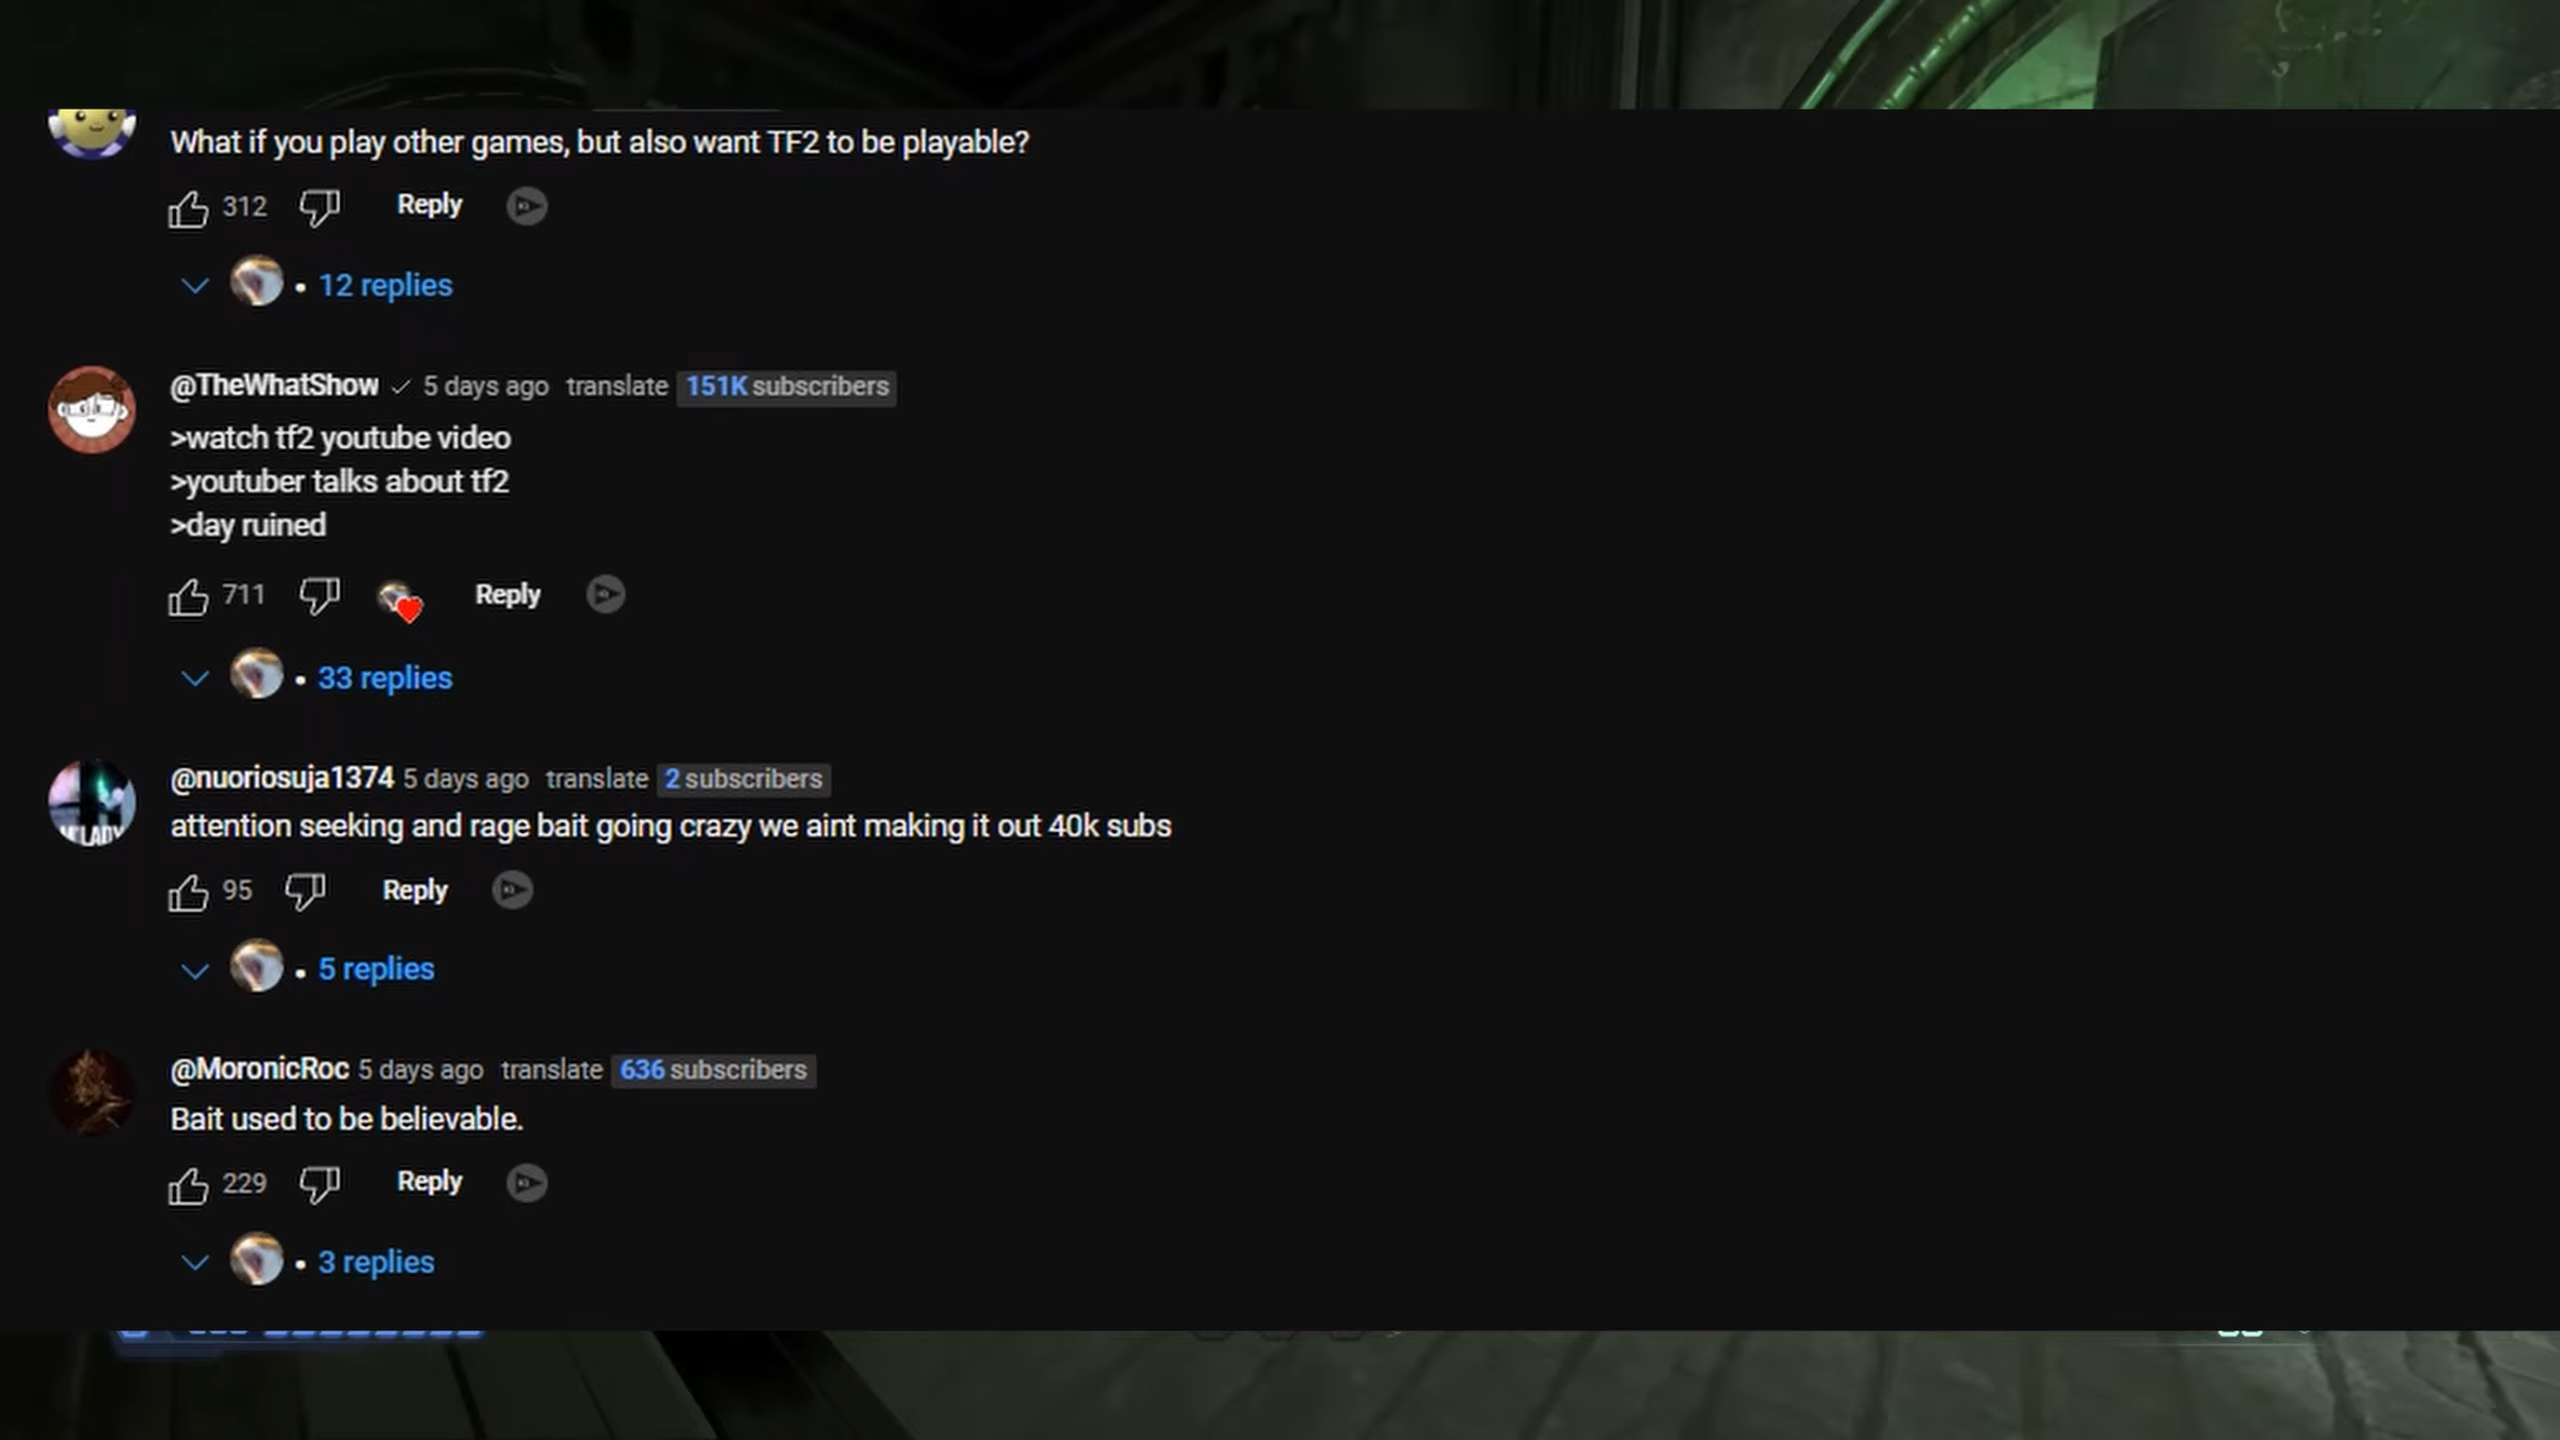 What if you play other games, but also want TF2 to be playable?
312 Reply
• 12 replies
@TheWhatShow ✓ 5 days ago translate 151K subscribers
>watch tf2 youtube video
>youtuber talks about tf2
>day ruined
711 Reply
• 33 replies
@nuoriosuja1374 5 days ago translate 2 subscribers
attention seeking and rage bait going crazy we aint making it out 40k subs
95 Reply
• 5 replies
@MoronicRoc 5 days ago translate 636 subscribers
Bait used to be believable.
229 Reply
• 3 replies